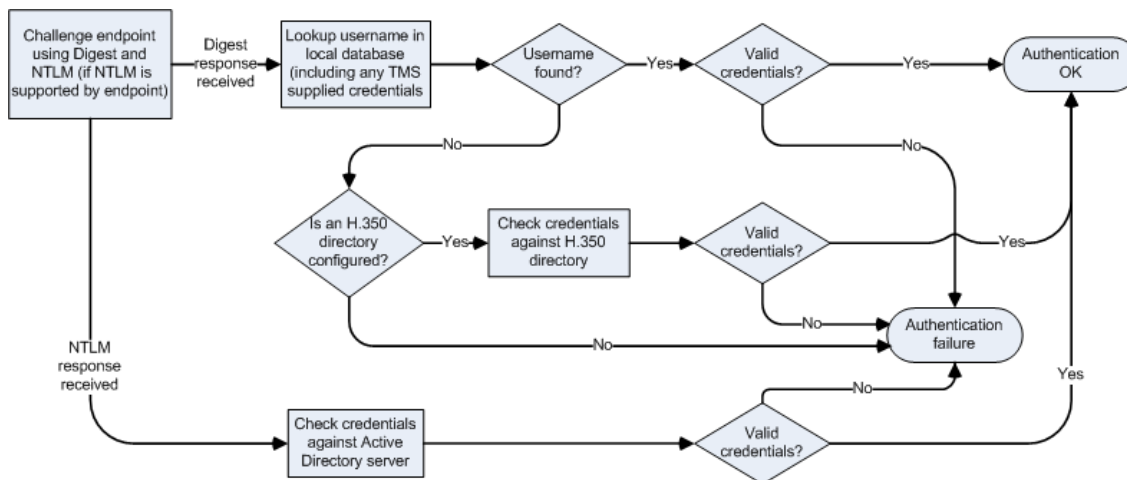 Challenge endpoint
using Digest and
NTLM (if NTLM is
supported by endpoint)
Digest
response
received
Lookup username in
local database
(including any TMS
supplied credentials
Username
found?
Yes
Valid
credentials?
Yes
Authentication
OK
No
No
Is an H.350
directory
configured?
Yes
Check credentials
against H.350
directory
Valid
credentials?
Yes
No
No
Authentication
failure
NTLM
response
received
Check credentials
against Active
Directory server
Valid
credentials?
No
Yes